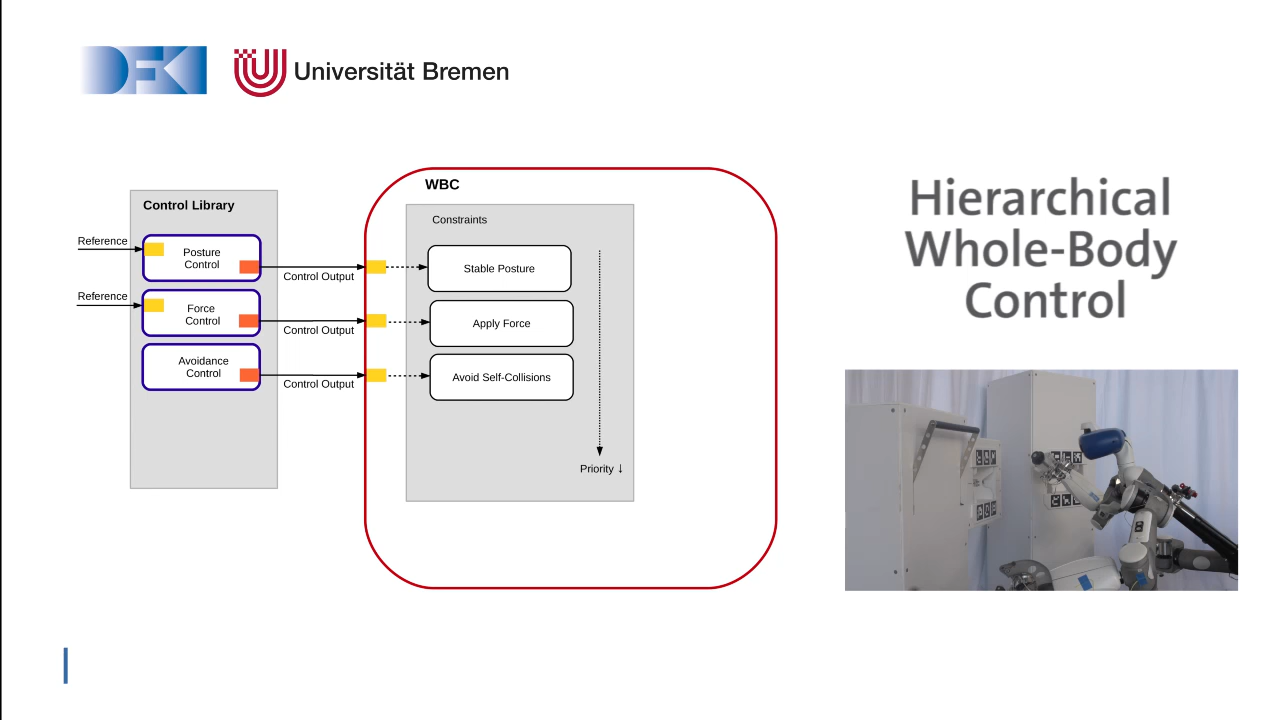 DFKI
Universität Bremen
WBC
Control Library
Constraints
Reference
Posture
Control
Control Output
Stable Posture
Reference
Force
Control
Control Output
Apply Force
Avoidance
Control
Control Output
Avoid Self-Collisions
Priority ↓
Hierarchical
Whole-Body
Control